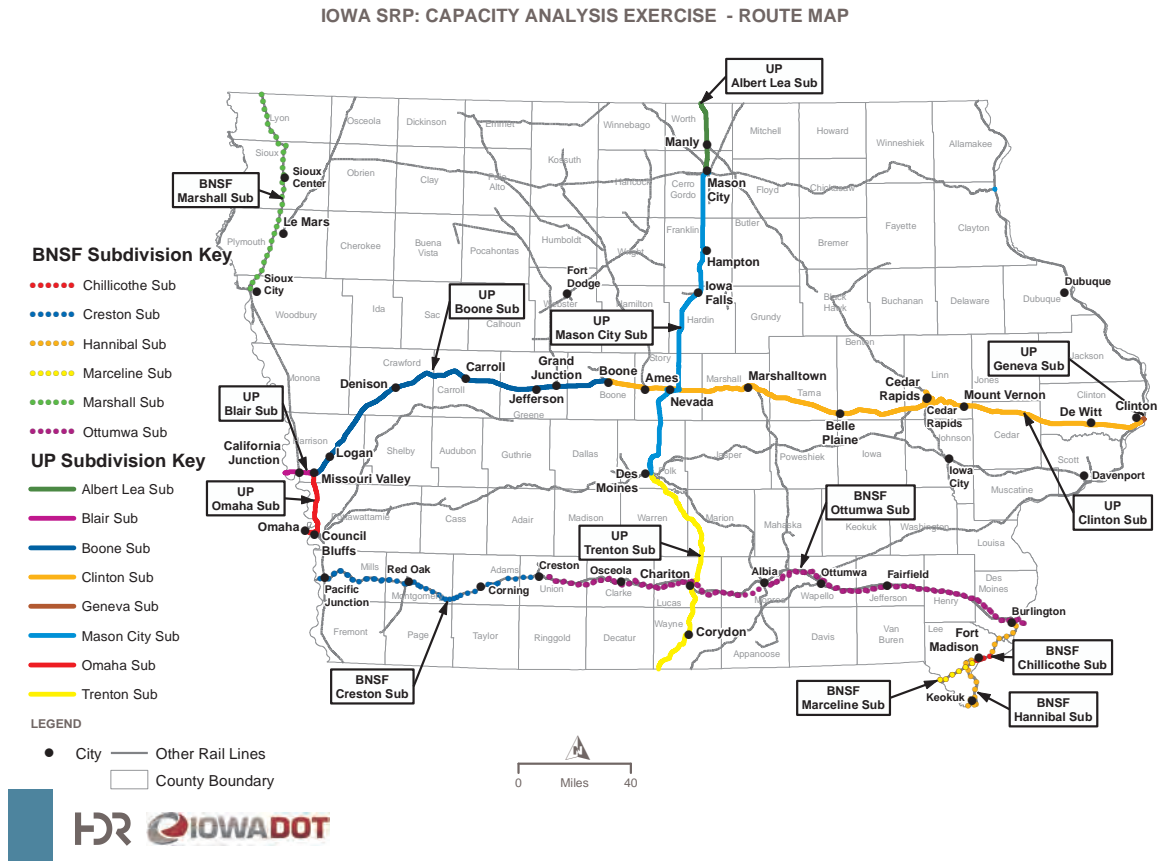 IOWA SRP: CAPACITY ANALYSIS EXERCISE - ROUTE MAP
UP
Albert Lea Sub
Lyon
Osceola
Dickinson
Emmet
Winnebago
Worth
Mitchell
Howard
Winneshiek
Allamakee
Manly
Sioux
Obrien
Clay
Palo
Alto
Kossuth
Hancock
Cerro
Gordo
Floyd
Chickasaw
Sioux
Center
Mason
City
BNSF
Marshall Sub
Le Mars
Plymouth
Cherokee
Buena
Vista
Pocahontas
Humboldt
Wright
Franklin
Butler
Bremer
Fayette
Clayton
Hampton
BNSF Subdivision Key
Chillicothe Sub
Creston Sub
Hannibal Sub
Marceline Sub
Marshall Sub
Ottumwa Sub
Sioux
City
Woodbury
Ida
Sac
Calhoun
Webster
Fort
Dodge
Hamilton
Iowa
Falls
Hardin
Grundy
Black
Hawk
Buchanan
Delaware
Dubuque
Dubuque
UP
Boone Sub
UP
Mason City Sub
UP
Geneva Sub
Monona
Crawford
Carroll
Carroll
Denison
Grand
Junction
Jefferson
Greene
Boone
Boone
Story
Ames
Nevada
Marshall
Marshalltown
Tama
Benton
Belle
Plaine
Cedar
Rapids
Cedar
Rapids
Linn
Jones
Mount Vernon
Jackson
Clinton
Clinton
De Witt
Cedar
UP
Blair Sub
California
Junction
Harrison
Logan
Missouri Valley
Shelby
Audubon
Guthrie
Dallas
Polk
Des
Moines
Jasper
Poweshiek
Iowa
Johnson
Iowa
City
Scott
Davenport
Muscatine
UP
Clinton Sub
UP Subdivision Key
Albert Lea Sub
Blair Sub
Boone Sub
Clinton Sub
Geneva Sub
Mason City Sub
Omaha Sub
Trenton Sub
UP
Omaha Sub
Omaha
Council
Bluffs
Pottawattamie
Cass
Adair
Madison
Warren
Marion
Mahaska
Keokuk
Washington
Louisa
UP
Trenton Sub
BNSF
Ottumwa Sub
Pacific
Junction
Mills
Red Oak
Montgomery
Adams
Corning
Creston
Union
Osceola
Clarke
Chariton
Lucas
Albia
Monroe
Ottumwa
Wapello
Fairfield
Jefferson
Henry
Des
Moines
Burlington
Fremont
Page
Taylor
Ringgold
Decatur
Wayne
Corydon
Appanoose
Davis
Van
Buren
Lee
Fort
Madison
Keokuk
BNSF
Creston Sub
BNSF
Chillicothe Sub
BNSF
Marceline Sub
BNSF
Hannibal Sub
LEGEND
City
Other Rail Lines
County Boundary
N
0
Miles
40
HDR
IOWADOT